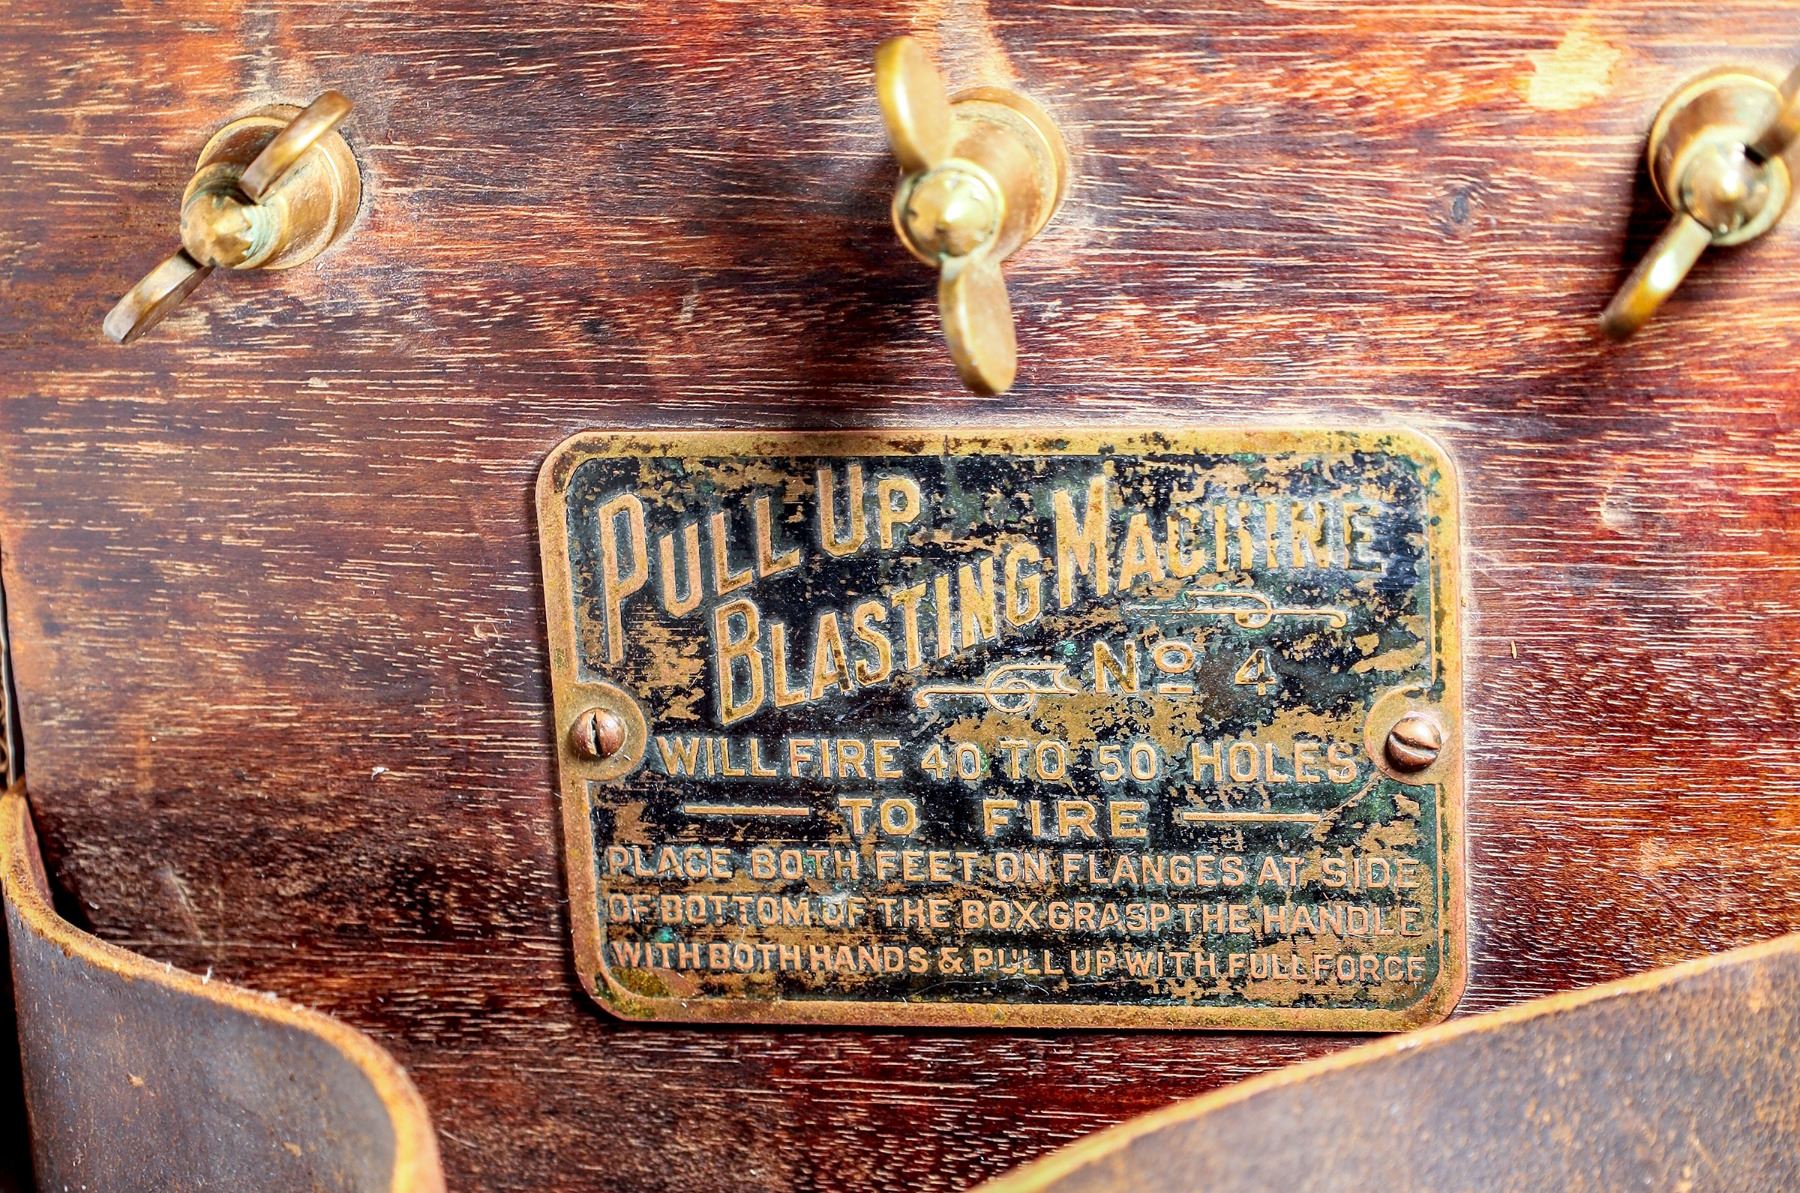 PULL UP
BLASTING MACHINE
No 4
WILL FIRE 40 TO 50 HOLES
TO FIRE
PLACE BOTH FEET ON FLANGES AT SIDE
OF BOTTOM OF THE BOX GRASP THE HANDLE
WITH BOTH HANDS & PULL UP WITH FULL FORCE